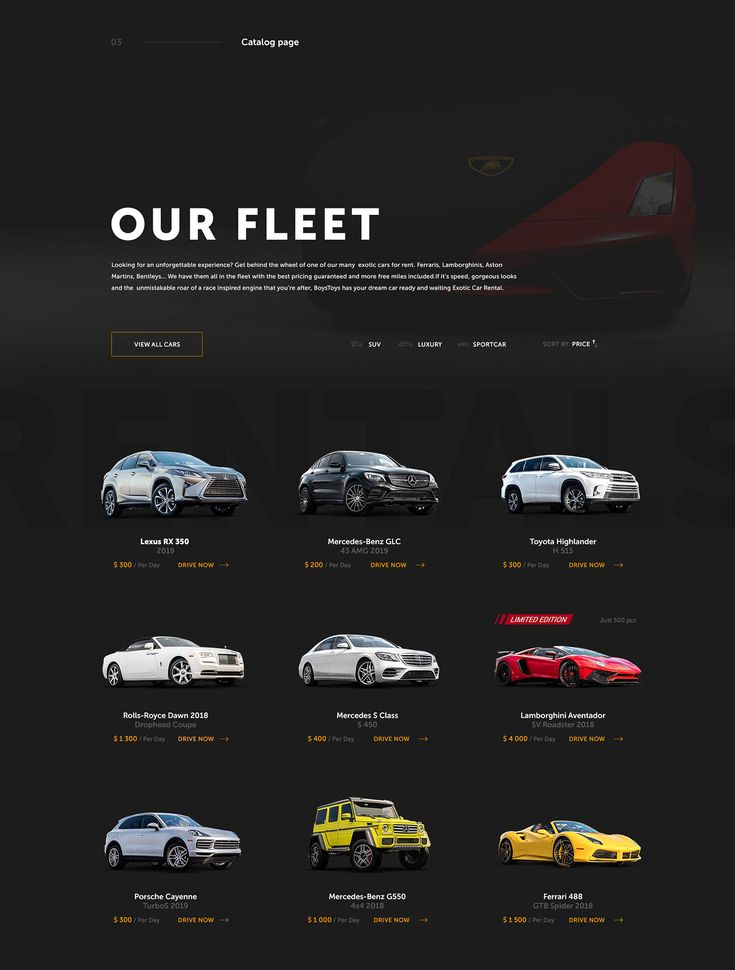 03
Catalog page
OUR FLEET
Looking for an unforgettable experience? Get behind the wheel of one of our many exotic cars for rent. Ferraris, Lamborghinis, Aston
Martins, Bentleys... We have them all in the fleet with the best pricing guaranteed and more free miles included.If it's speed, gorgeous looks
and the unmistakable roar of a race inspired engine that you're after, BoysToys has your dream car ready and waiting Exotic Car Rental.
VIEW ALL CARS
SUV
LUXURY
SPORTCAR
SORT BY: PRICE
RENTALS
Lexus RX 350
2019
$ 300 / Per Day DRIVE NOW
Mercedes-Benz GLC
43 AMG 2019
$ 200 / Per Day DRIVE NOW
Toyota Highlander
H 515
$ 300 / Per Day DRIVE NOW
Rolls-Royce Dawn 2018
Drophead Coupe
$ 1 300 / Per Day DRIVE NOW
Mercedes S Class
S 450
$ 400 / Per Day DRIVE NOW
LIMITED EDITION
Just 500 pcs
Lamborghini Aventador
SV Roadster 2018
$ 4 000 / Per Day DRIVE NOW
Porsche Cayenne
TurboS 2019
$ 300 / Per Day DRIVE NOW
Mercedes-Benz G550
4x4 2018
$ 1 000 / Per Day DRIVE NOW
Ferrari 488
GTB Spider 2018
$ 1 500 / Per Day DRIVE NOW